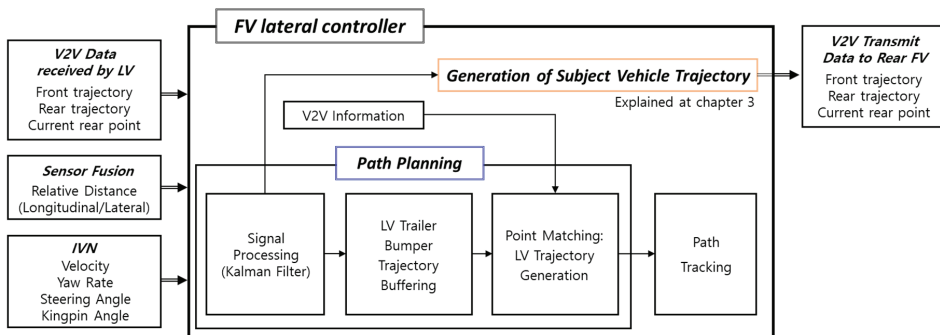 FV lateral controller
V2V Data
received by LV
Front trajectory
Rear trajectory
Current rear point
Sensor Fusion
Relative Distance
(Longitudinal/Lateral)
IVN
Velocity
Yaw Rate
Steering Angle
Kingpin Angle
Generation of Subject Vehicle Trajectory
Explained at chapter 3
V2V Information
Path Planning
Signal
Processing
(Kalman Filter)
LV Trailer
Bumper
Trajectory
Buffering
Point Matching:
LV Trajectory
Generation
Path
Tracking
V2V Transmit
Data to Rear FV
Front trajectory
Rear trajectory
Current rear point